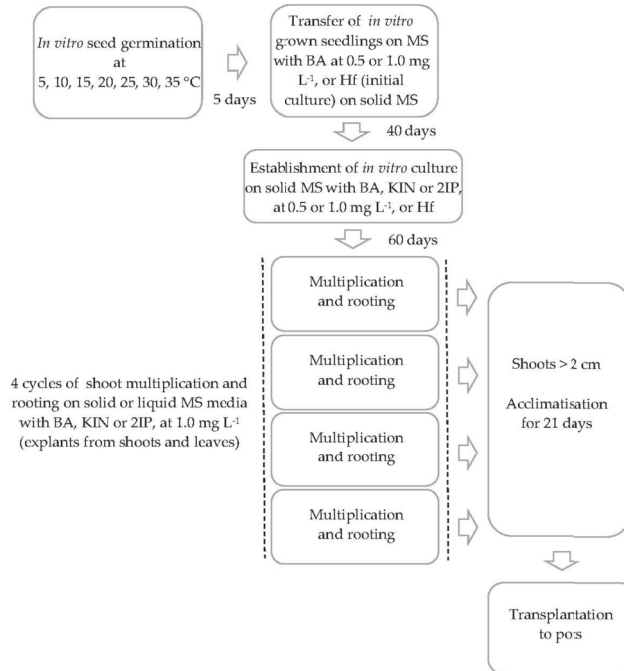 In vitro seed germination
at
5, 10, 15, 20, 25, 30, 35 °C
5 days
Transfer of in vitro
grown seedlings on MS
with BA at 0.5 or 1.0 mg
L-1, or Hf (initial
culture) on solid MS
40 days
Establishment of in vitro culture
on solid MS with BA, KIN or 2IP,
at 0.5 or 1.0 mg L-1, or Hf
60 days
4 cycles of shoot multiplication and
rooting on solid or liquid MS media
with BA, KIN or 2IP, at 1.0 mg L-1
(explants from shoots and leaves)
Multiplication
and rooting
Multiplication
and rooting
Multiplication
and rooting
Multiplication
and rooting
Shoots > 2 cm
Acclimatisation
for 21 days
Transplantation
to pots